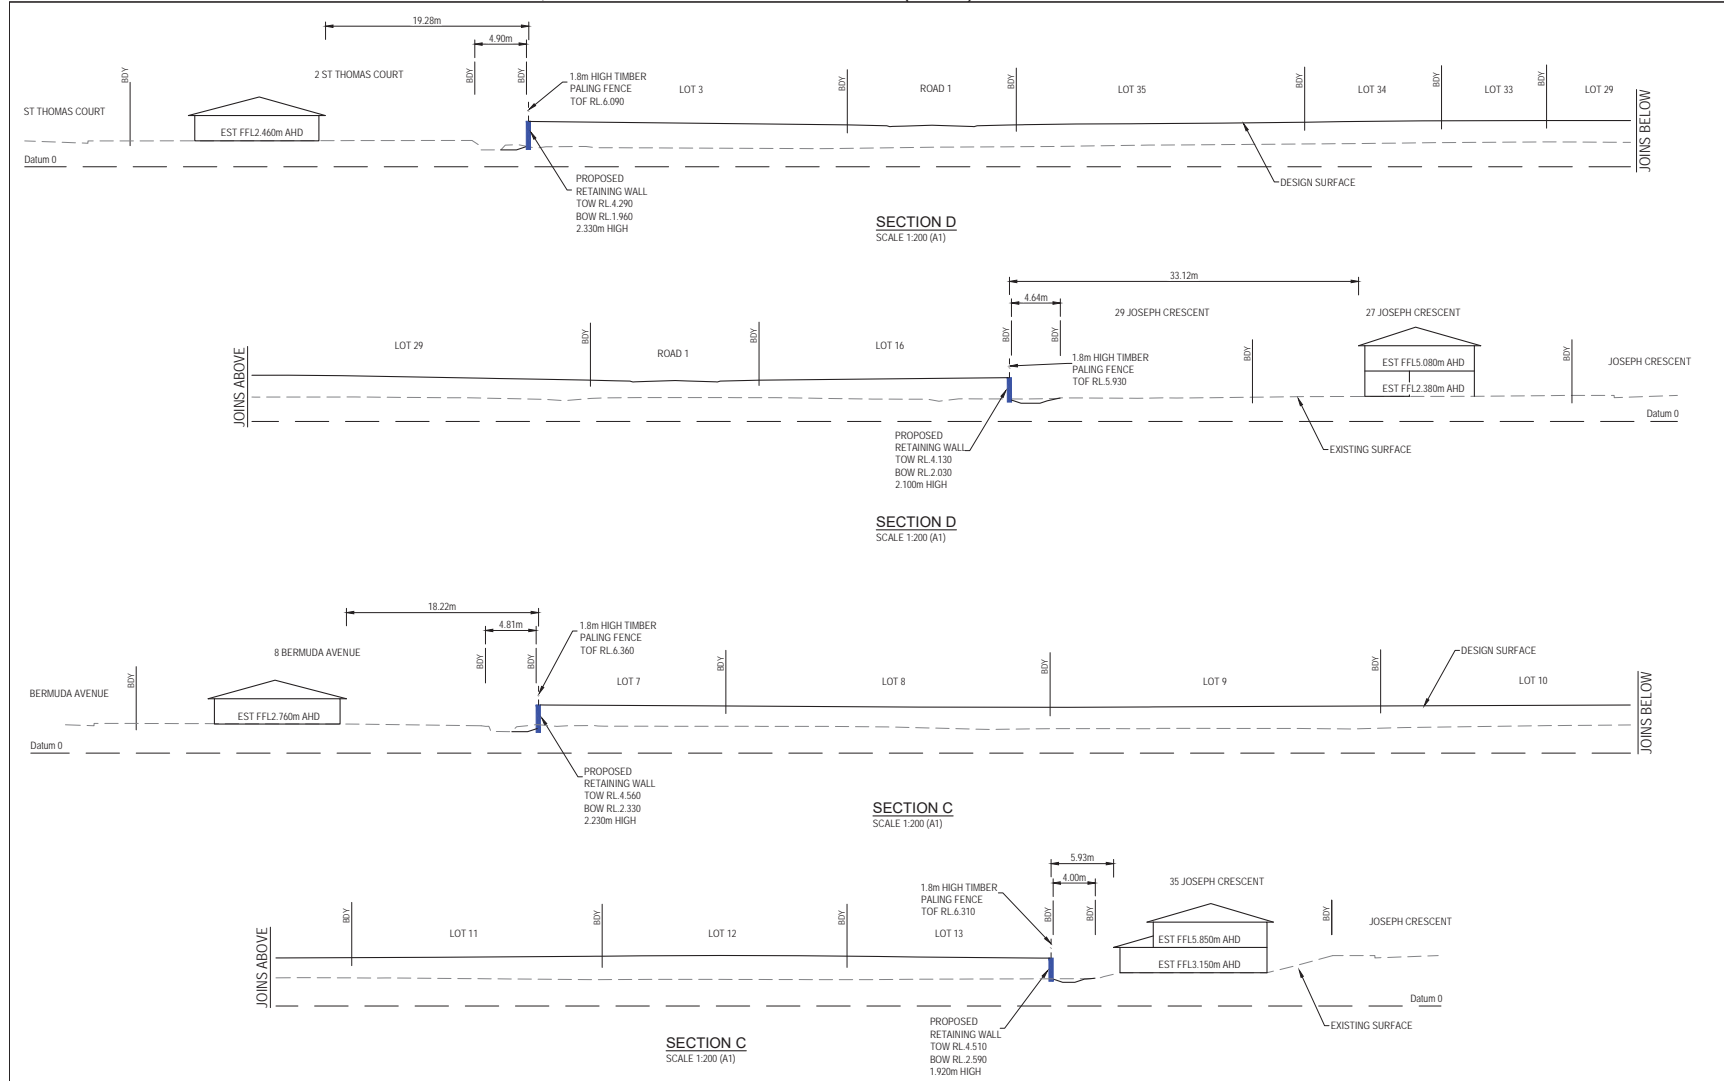 19.28m
4.90m
BDY
2 ST THOMAS COURT
BDY
BDY
1.8m HIGH TIMBER
PALING FENCE
TOF RL.6.090
LOT 3
BDY
ROAD 1
BDY
LOT 35
BDY
LOT 34
BDY
LOT 33
BDY
LOT 29
ST THOMAS COURT
EST FFL2.460m AHD
JOINS BELOW
Datum 0
PROPOSED
RETAINING WALL
TOW RL.4.290
BOW RL.1.960
2.330m HIGH
DESIGN SURFACE
SECTION D
SCALE 1:200 (A1)
33.12m
4.64m
29 JOSEPH CRESCENT
27 JOSEPH CRESCENT
JOINS ABOVE
LOT 29
BDY
ROAD 1
BDY
LOT 16
BDY
BDY
1.8m HIGH TIMBER
PALING FENCE
TOF RL.5.930
BDY
EST FFL5.080m AHD
EST FFL2.380m AHD
BDY
JOSEPH CRESCENT
Datum 0
PROPOSED
RETAINING WALL
TOW RL.4.130
BOW RL.2.030
2.100m HIGH
EXISTING SURFACE
SECTION D
SCALE 1:200 (A1)
18.22m
4.81m
8 BERMUDA AVENUE
BDY
BDY
BDY
1.8m HIGH TIMBER
PALING FENCE
TOF RL.6.360
BERMUDA AVENUE
EST FFL2.760m AHD
LOT 7
BDY
LOT 8
BDY
LOT 9
BDY
DESIGN SURFACE
LOT 10
JOINS BELOW
Datum 0
PROPOSED
RETAINING WALL
TOW RL.4.560
BOW RL.2.330
2.230m HIGH
SECTION C
SCALE 1:200 (A1)
5.93m
4.00m
35 JOSEPH CRESCENT
JOINS ABOVE
BDY
LOT 11
BDY
LOT 12
BDY
LOT 13
1.8m HIGH TIMBER
PALING FENCE
TOF RL.6.310
BDY
BDY
EST FFL5.850m AHD
EST FFL3.150m AHD
BDY
JOSEPH CRESCENT
Datum 0
PROPOSED
RETAINING WALL
TOW RL.4.510
BOW RL.2.590
1.920m HIGH
EXISTING SURFACE
SECTION C
SCALE 1:200 (A1)